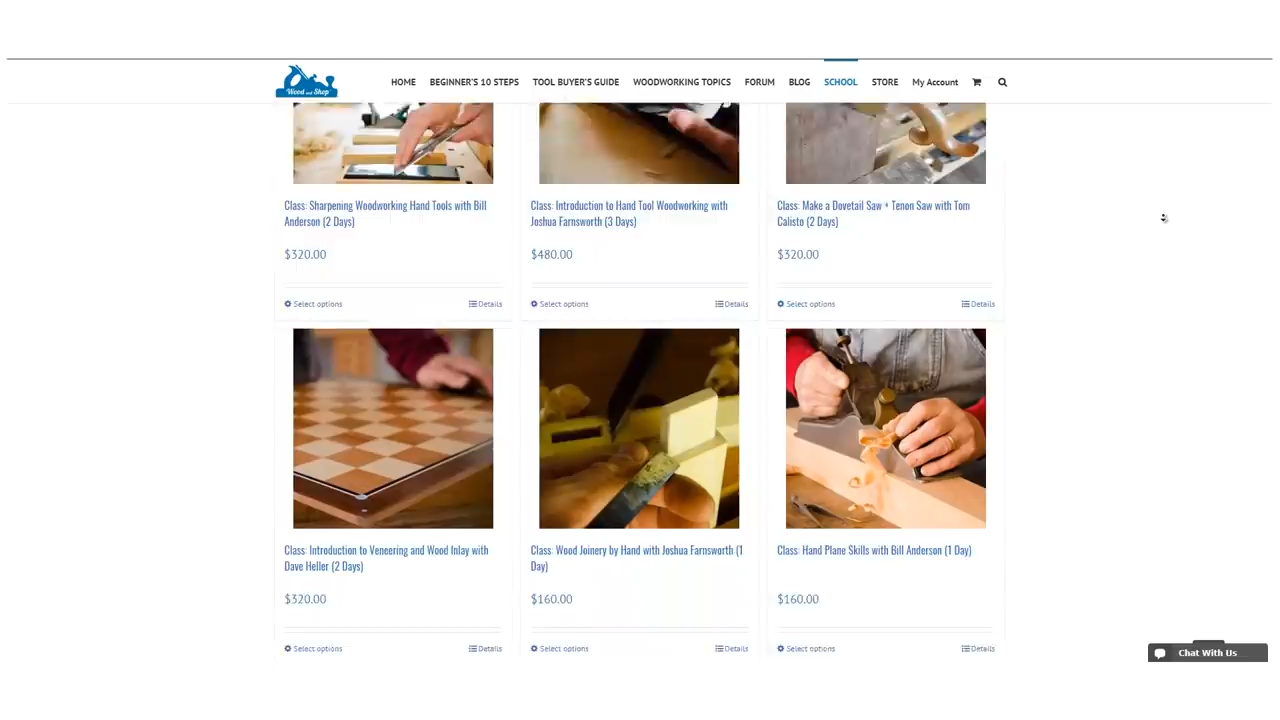 Wood and Shop
HOME BEGINNER'S 10 STEPS TOOL BUYER'S GUIDE WOODWORKING TOPICS FORUM BLOG SCHOOL STORE My Account
Class: Sharpening Woodworking Hand Tools with Bill
Anderson (2 Days)
$320.00
Select options Details
Class: Introduction to Hand Tool Woodworking with
Joshua Farnsworth (3 Days)
$480.00
Select options Details
Class: Make a Dovetail Saw + Tenon Saw with Tom
Calisto (2 Days)
$320.00
Select options Details
Class: Introduction to Veneering and Wood Inlay with
Dave Heller (2 Days)
$320.00
Select options Details
Class: Wood Joinery by Hand with Joshua Farnsworth (1
Day)
$160.00
Select options Details
Class: Hand Plane Skills with Bill Anderson (1 Day)
$160.00
Select options Details
Chat With Us